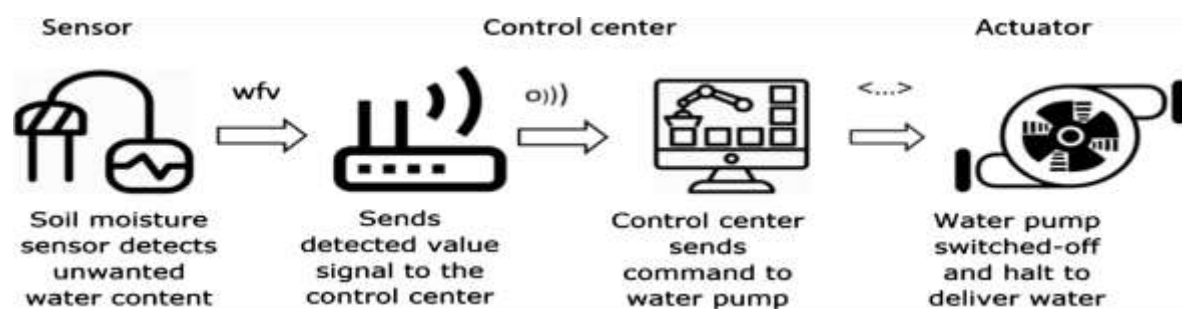 Sensor
Control center
Actuator
wfv
o)))
<...>
Soil moisture
sensor detects
unwanted
water content
Sends
detected value
signal to the
control center
Control center
sends
command to
water pump
Water pump
switched-off
and halt to
deliver water